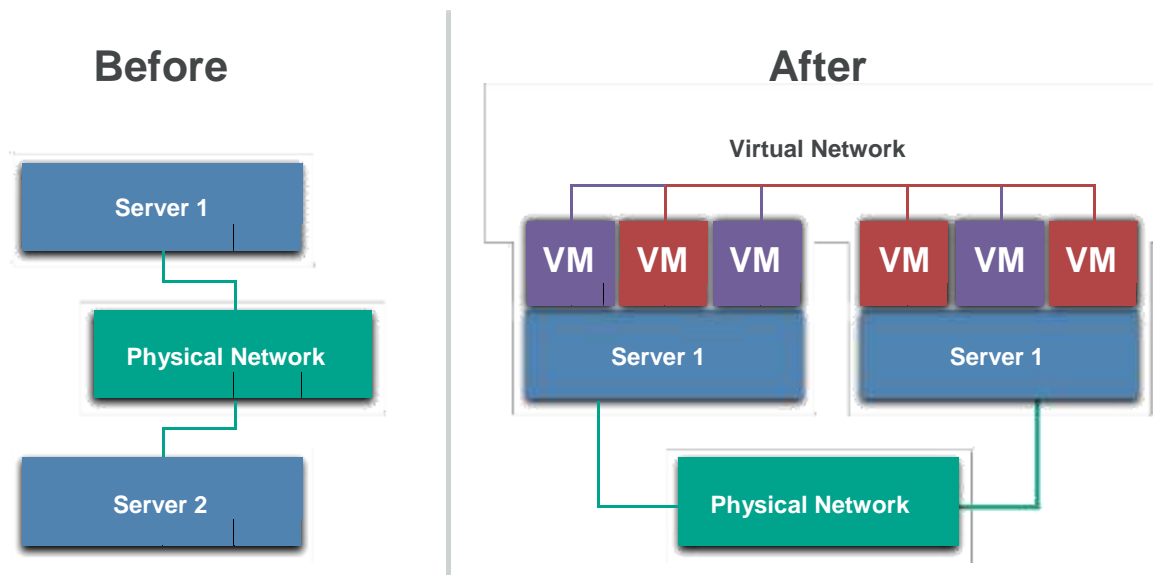 Before
Server 1
Physical Network
Server 2
After
Virtual Network
VM VM VM VM VM VM
Server 1 Server 1
Physical Network